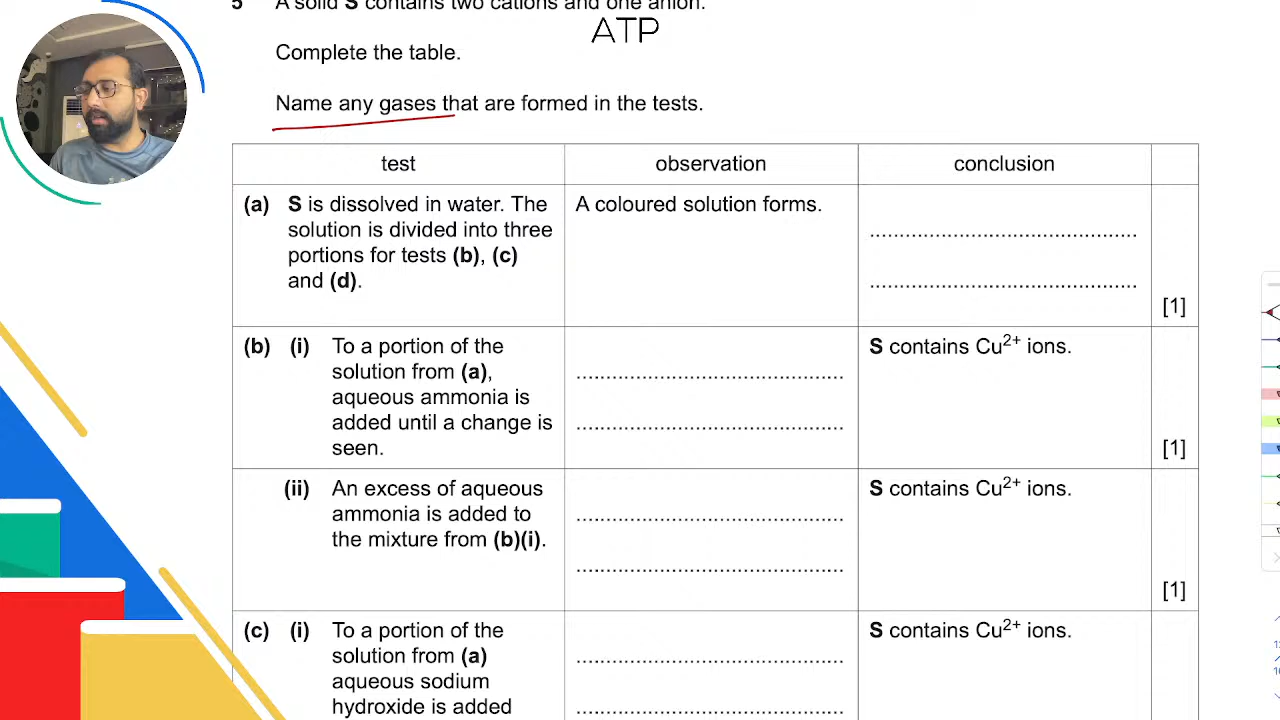 5 A solid S contains two cations and one anion.
ATP
Complete the table.
Name any gases that are formed in the tests.
test observation conclusion
(a) S is dissolved in water. The
solution is divided into three
portions for tests (b), (c)
and (d).
A coloured solution forms.
..............................................
..............................................
[1]
(b) (i) To a portion of the
solution from (a),
aqueous ammonia is
added until a change is
seen.
..............................................
..............................................
S contains Cu2+ ions.
[1]
(ii) An excess of aqueous
ammonia is added to
the mixture from (b)(i).
..............................................
..............................................
S contains Cu2+ ions.
[1]
(c) (i) To a portion of the
solution from (a)
aqueous sodium
hydroxide is added
..............................................
..............................................
S contains Cu2+ ions.